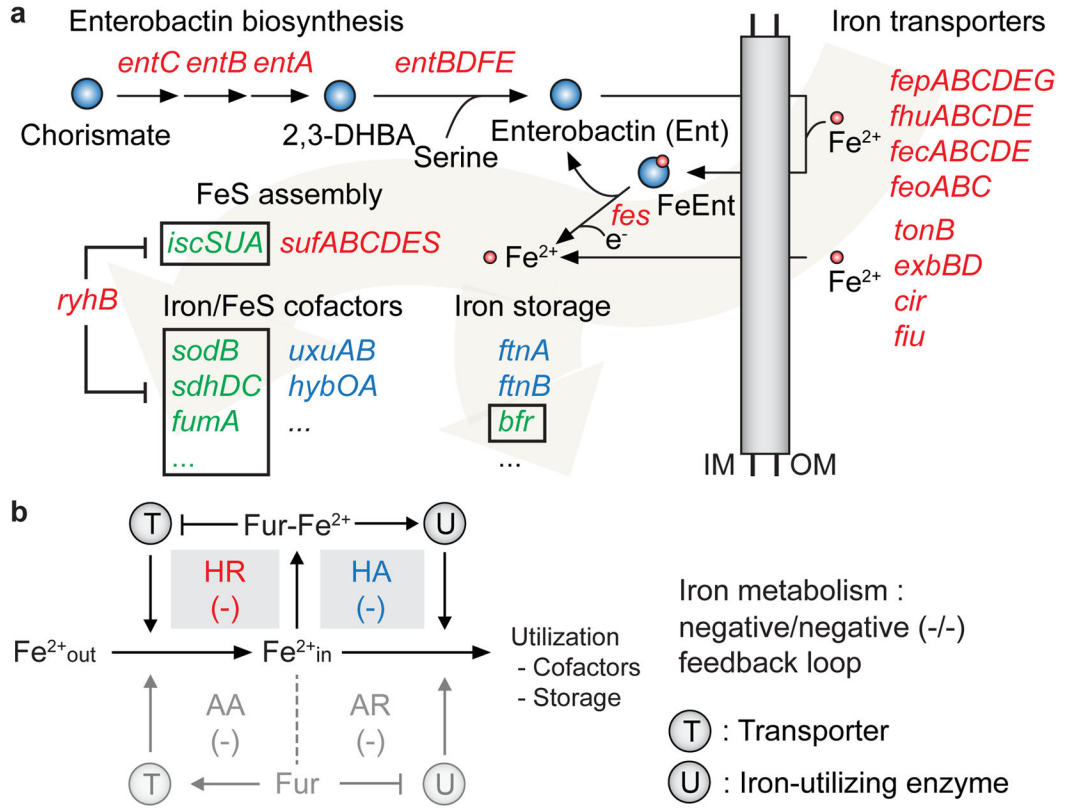 a
Enterobactin biosynthesis
Iron transporters
entC entB entA
entBDFE
Chorismate
2,3-DHBA
Serine
Enterobactin (Ent)
fepABCDEG
fhuABCDE
fecABCDE
feoABC
Fe²⁺
FeEnt
fes
e⁻
Fe²⁺
Fe²⁺
tonB
exbBD
cir
fiu
FeS assembly
iscSUA sufABCDES
ryhB
Iron/FeS cofactors
sodB uxuAB
sdhDC hybOA
fumA ...
...
Iron storage
ftnA
ftnB
bfr
...
IM OM
b
T Fur-Fe²⁺ U
HR HA
(-) (-)
Fe²⁺out Fe²⁺in
Utilization
- Cofactors
- Storage
AA AR
(-) (-)
T Fur U
Iron metabolism :
negative/negative (-/-)
feedback loop
T : Transporter
U : Iron-utilizing enzyme